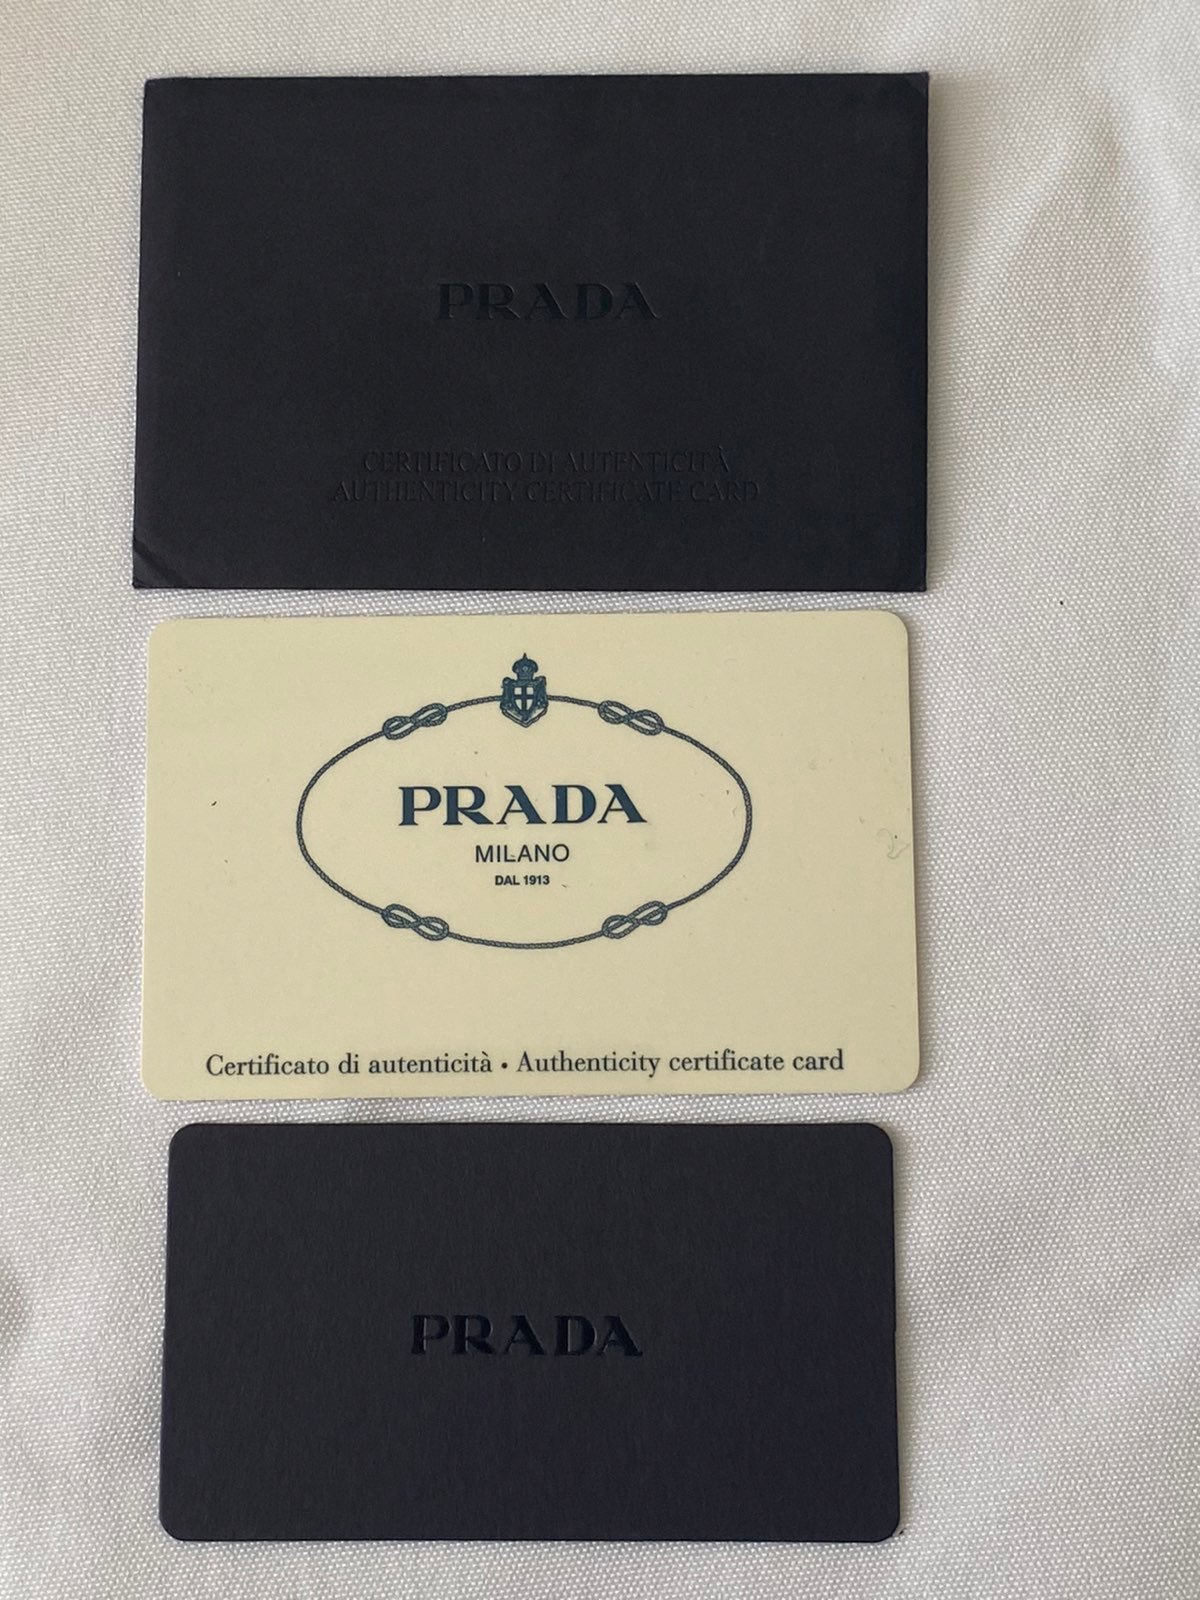 PRADA
CERTIFICATO DI AUTENTICITÀ
AUTHENTICITY CERTIFICATE CARD
PRADA
MILANO
DAL 1913
Certificato di autenticità • Authenticity certificate card
PRADA